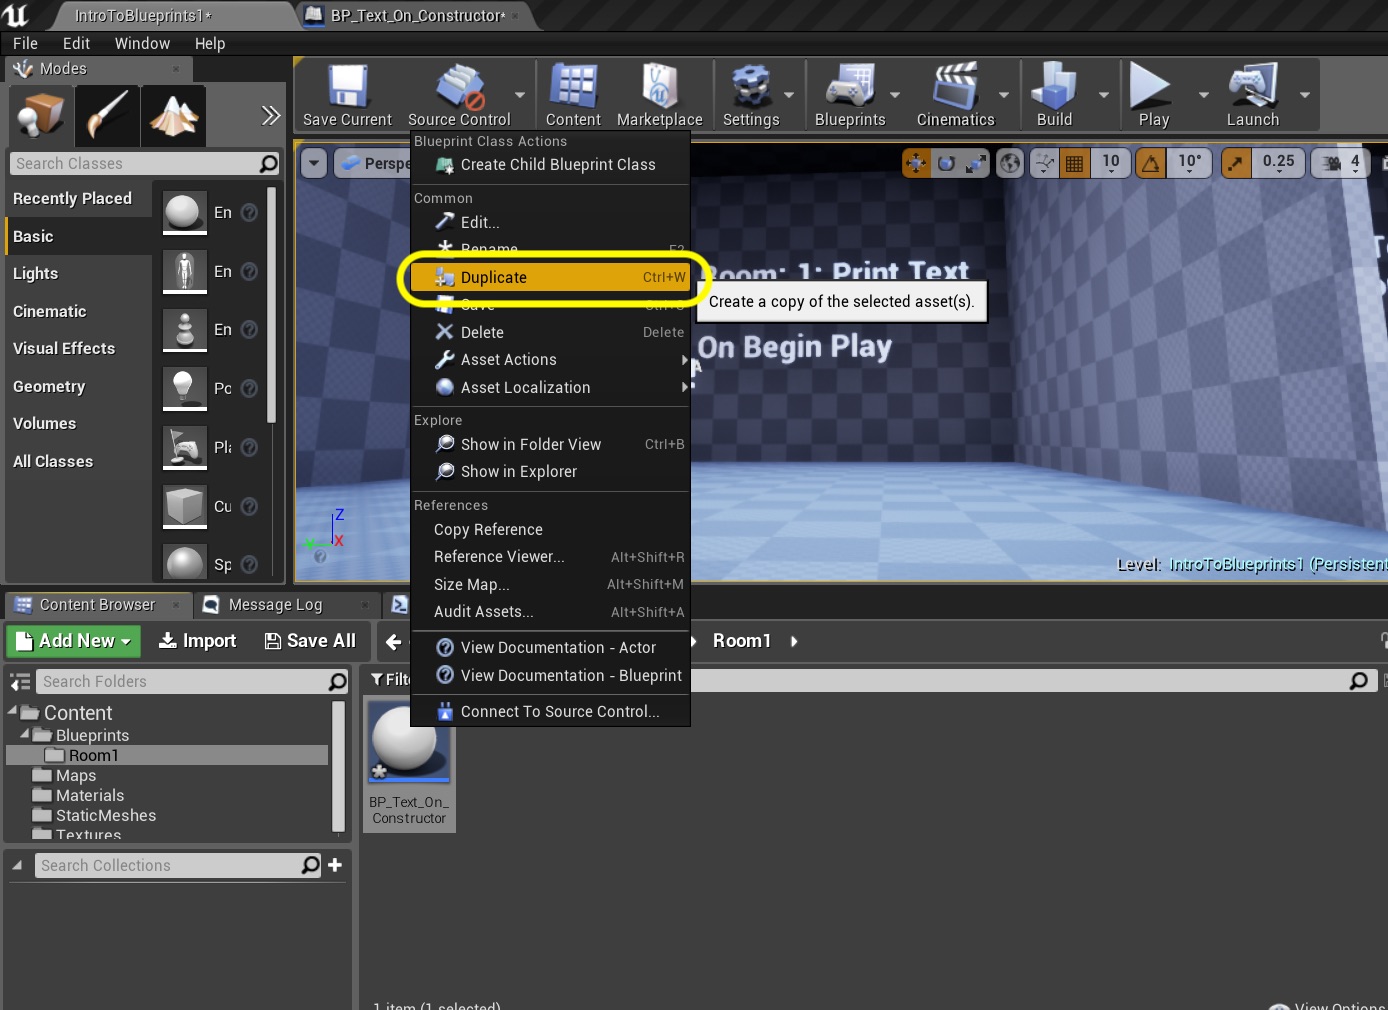 IntroToBlueprints1*
BP_Text_On_Constructor*
File Edit Window Help
Modes
Save Current
Source Control
Content
Marketplace
Settings
Blueprints
Cinematics
Build
Play
Launch
Search Classes
Recently Placed
Basic
Lights
Cinematic
Visual Effects
Geometry
Volumes
All Classes
En
En
En
Po
Pla
Cu
Sp
Perspe
10
10°
0.25
4
Blueprint Class Actions
Create Child Blueprint Class
Common
Edit...
Rename F2
Duplicate Ctrl+W
Save Ctrl+S
Delete Delete
Asset Actions
Asset Localization
Explore
Show in Folder View Ctrl+B
Show in Explorer
References
Copy Reference
Reference Viewer... Alt+Shift+R
Size Map... Alt+Shift+M
Audit Assets... Alt+Shift+A
View Documentation - Actor
View Documentation - Blueprint
Connect To Source Control...
Room: 1: Print Text
Create a copy of the selected asset(s).
On Begin Play
Z
X
Level: IntroToBlueprints1 (Persistent
Content Browser
Message Log
Add New
Import
Save All
Room1
Search Folders
Filte
Content
Blueprints
Room1
Maps
Materials
StaticMeshes
Textures
Search Collections
BP_Text_On_
Constructor
1 item (1 selected)
View Options